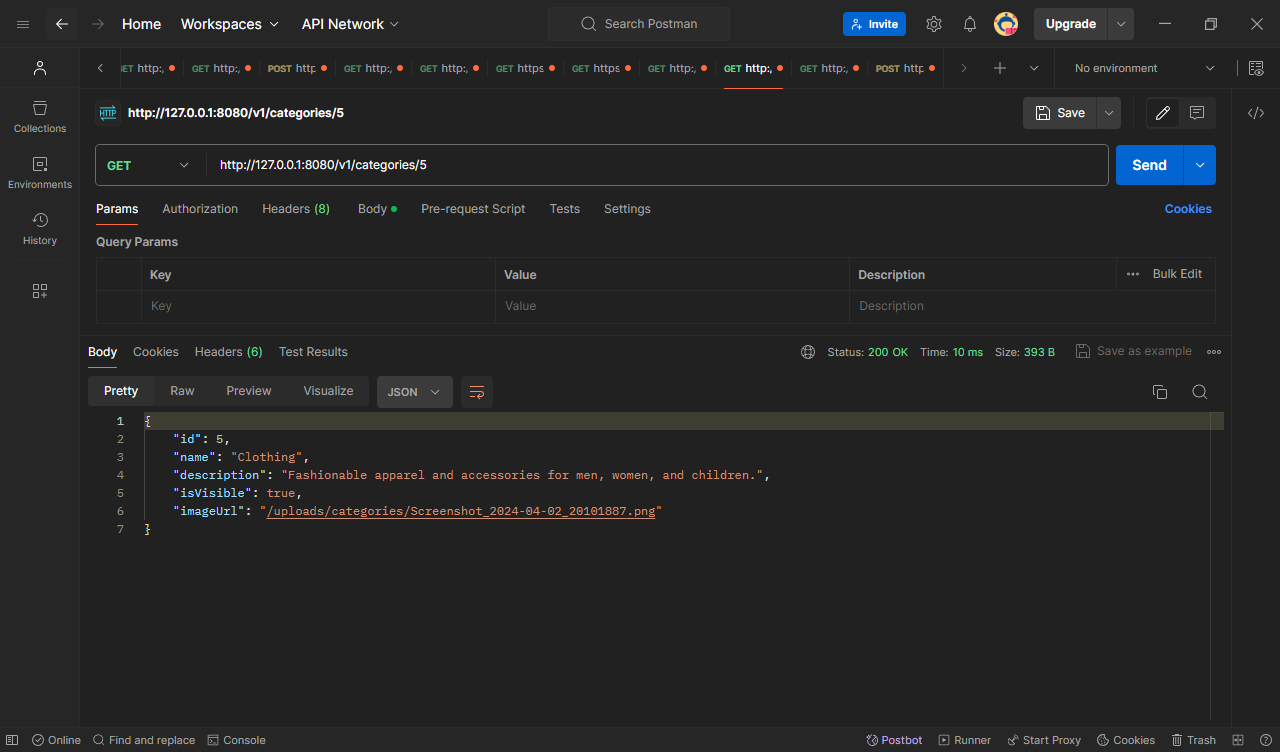 Home Workspaces API Network Search Postman Invite Upgrade
ET http:, GET http:, POST http GET http:, GET http:, GET https GET https GET http:, GET http:, GET http:, POST http No environment
HTTP http://127.0.0.1:8080/v1/categories/5 Save
Collections
Environments
History
GET http://127.0.0.1:8080/v1/categories/5 Send
Params Authorization Headers (8) Body Pre-request Script Tests Settings Cookies
Query Params
Key Value Description Bulk Edit
Key Value Description
Body Cookies Headers (6) Test Results Status: 200 OK Time: 10 ms Size: 393 B Save as example
Pretty Raw Preview Visualize JSON
1 {
2 "id": 5,
3 "name": "Clothing",
4 "description": "Fashionable apparel and accessories for men, women, and children.",
5 "isVisible": true,
6 "imageUrl": "/uploads/categories/Screenshot_2024-04-02_20101887.png"
7 }
Online Find and replace Console Postbot Runner Start Proxy Cookies Trash